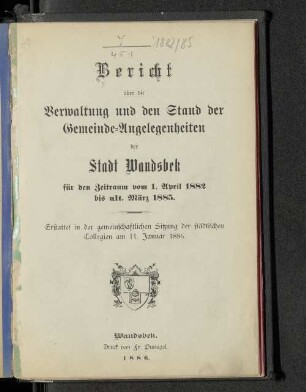 1882/85
Bericht
über die
Verwaltung und den Stand der
Gemeinde-Angelegenheiten
der
Stadt Wandsbek
für den Zeitraum vom 1. April 1882
bis ult. März 1885.
Erstattet in der gemeinschaftlichen Sitzung der städtischen
Collegien am 11. Januar 1886.
Wandsbek.
Druck von Fr. Puvogel.
1886.